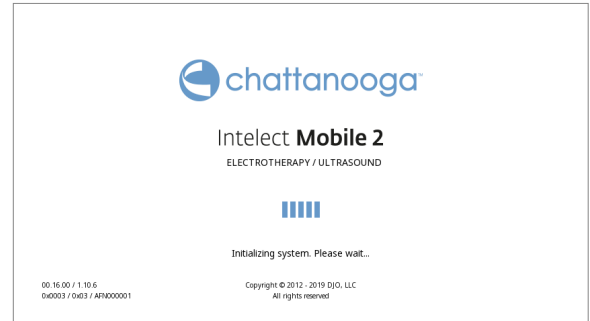 chattanooga™
Intelect Mobile 2
ELECTROTHERAPY / ULTRASOUND
Initializing system. Please wait...
00.16.00 / 1.10.6
0x0003 / 0x03 / AFN000001
Copyright © 2012 - 2019 DJO, LLC
All rights reserved